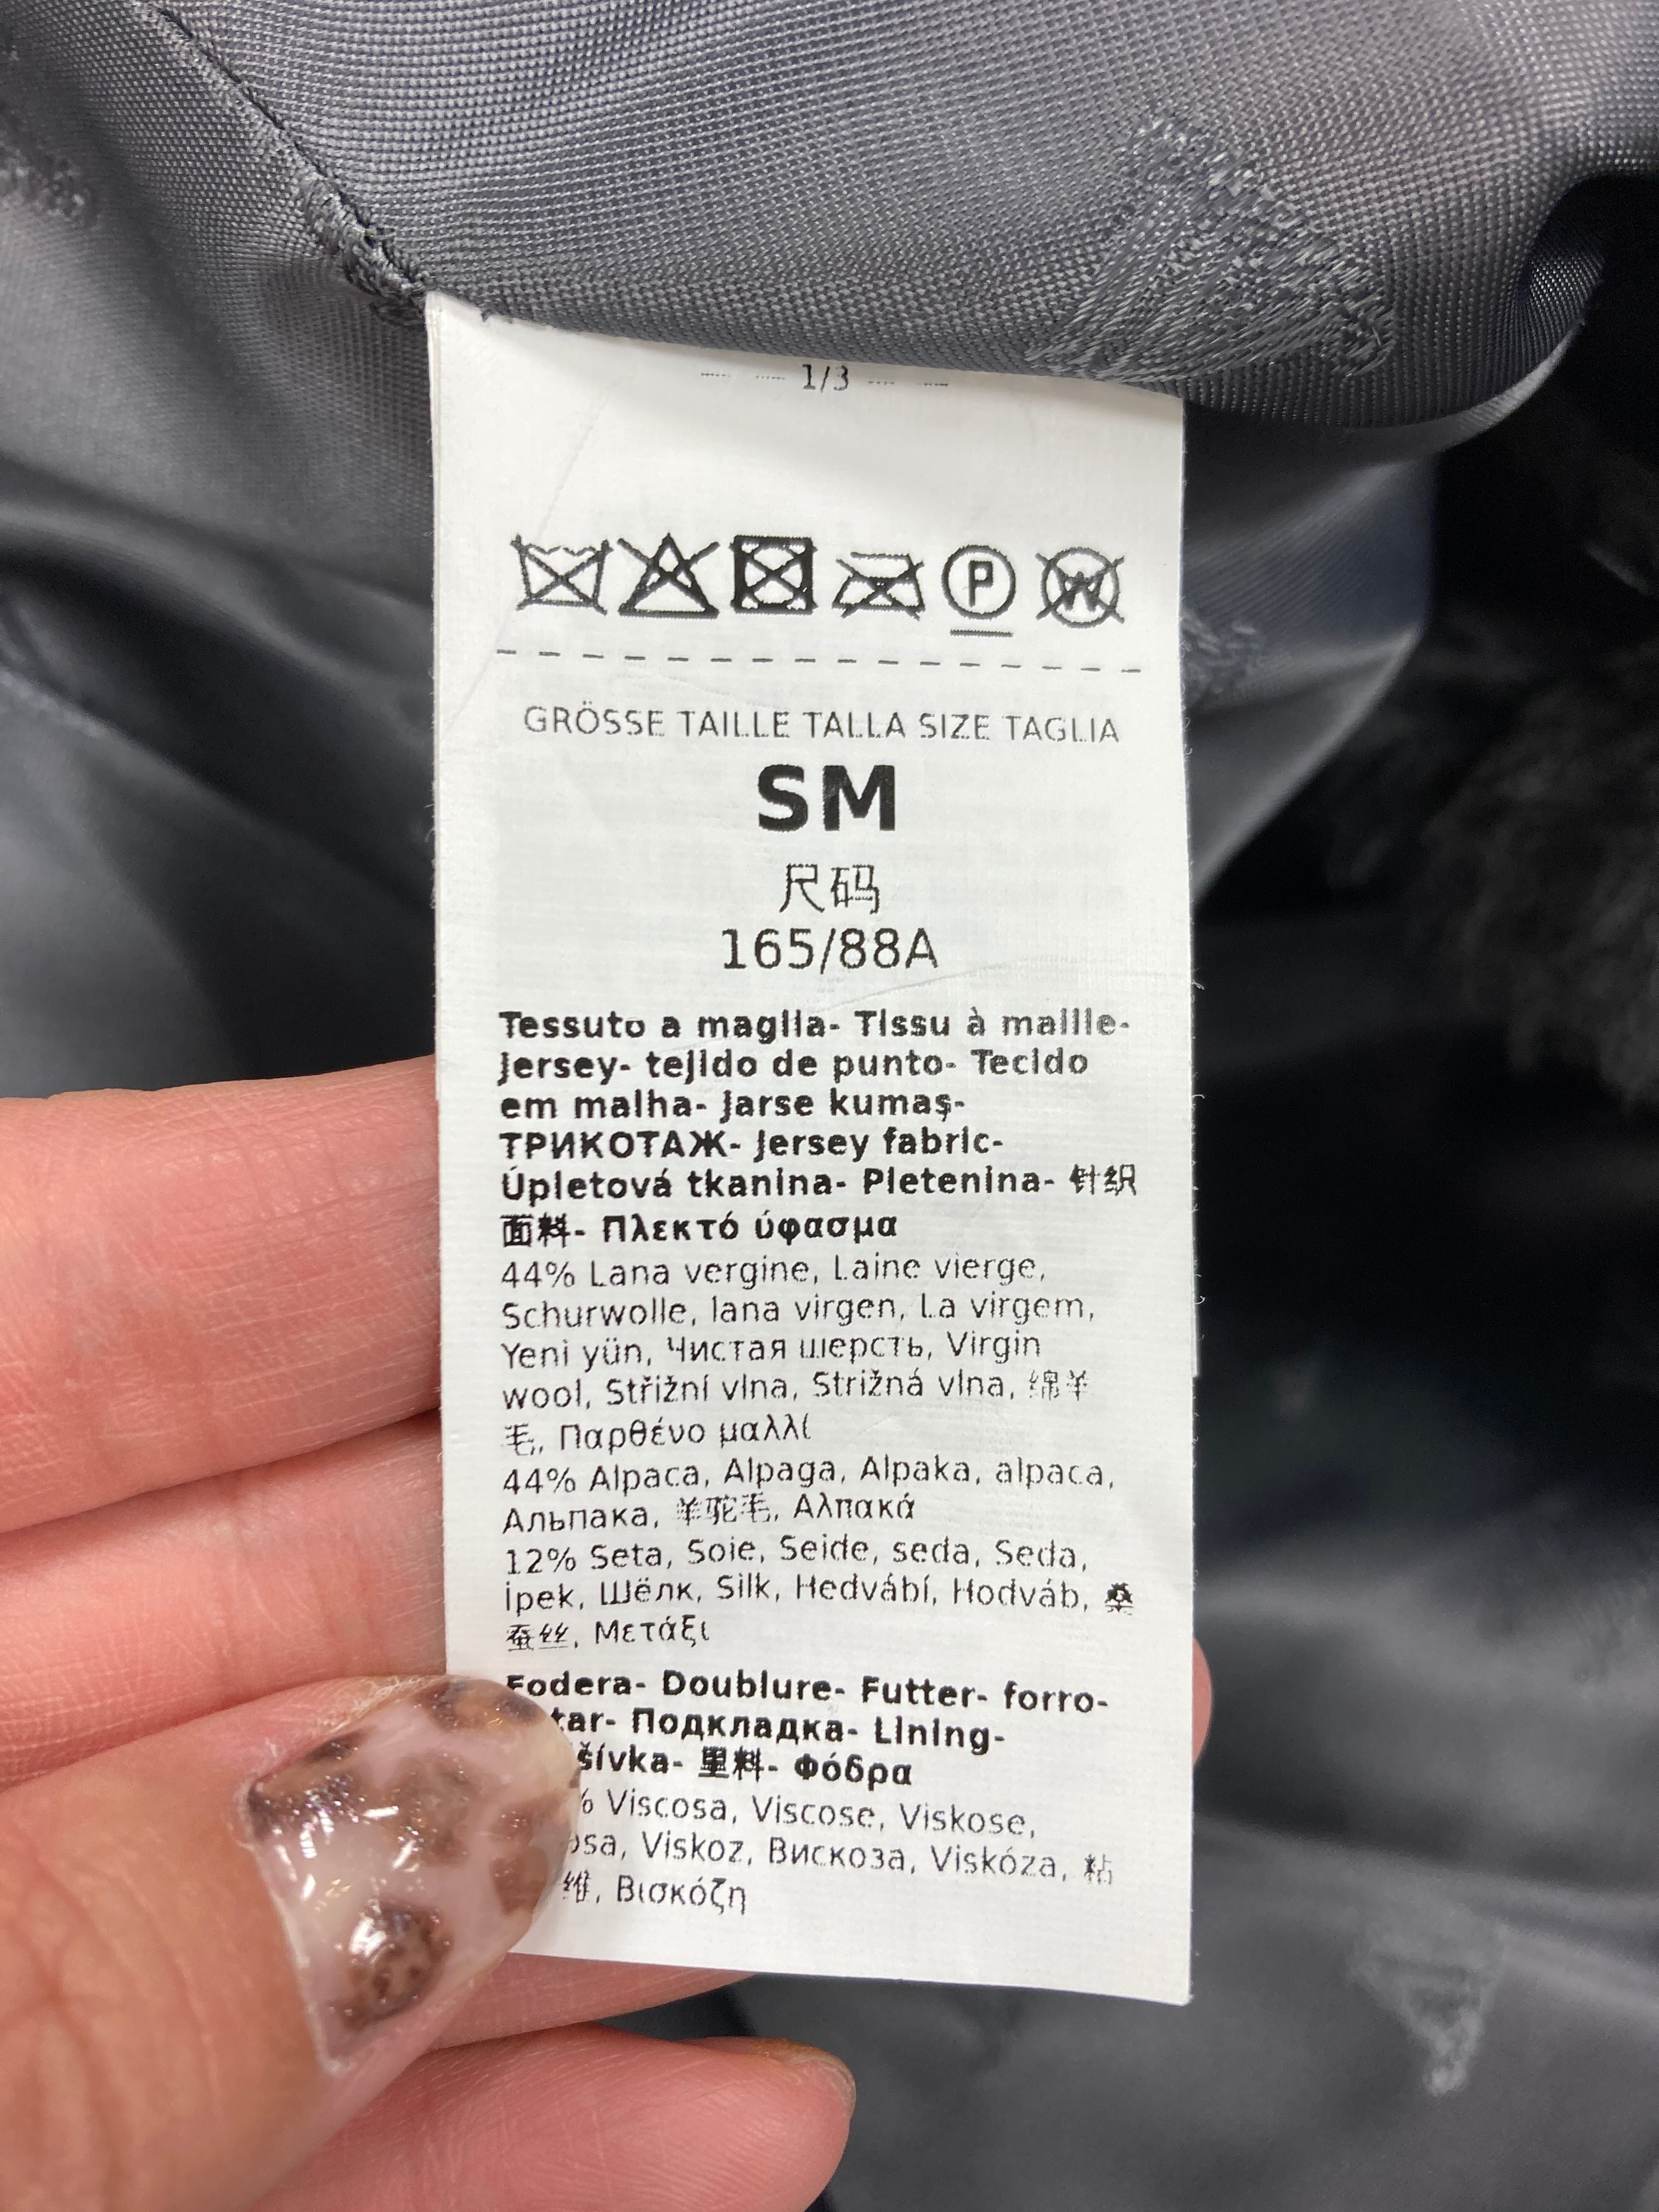 1/3
P
W
GRÖSSE TAILLE TALLA SIZE TAGLIA
SM
尺码
165/88A
Tessuto a maglia- Tissu à maille-
Jersey- tejido de punto- Tecido
em malha- Jarse kumaş-
ТРИКОТАЖ- Jersey fabric-
Úpletová tkanina- Pletenina- 针织
面料- Πλεκτό ύφασμα
44% Lana vergine, Laine vierge,
Schurwolle, lana virgen, La virgem,
Yeni yün, Чистая шерсть, Virgin
wool, Střižní vlna, Strižná vlna, 绵羊
毛, Παρθένο μαλλί
44% Alpaca, Alpaga, Alpaka, alpaca,
Альпака, 羊驼毛, Αλπακά
12% Seta, Soie, Seide, seda, Seda,
İpek, Шёлк, Silk, Hedvábí, Hodváb, 桑
蚕丝, Μετάξι
Fodera- Doublure- Futter- forro-
Подкладка- Lining-
里料- Φόδρα
% Viscosa, Viscose, Viskose,
Viskoz, Вискоза, Viskóza, 粘
维, Βισκόζη